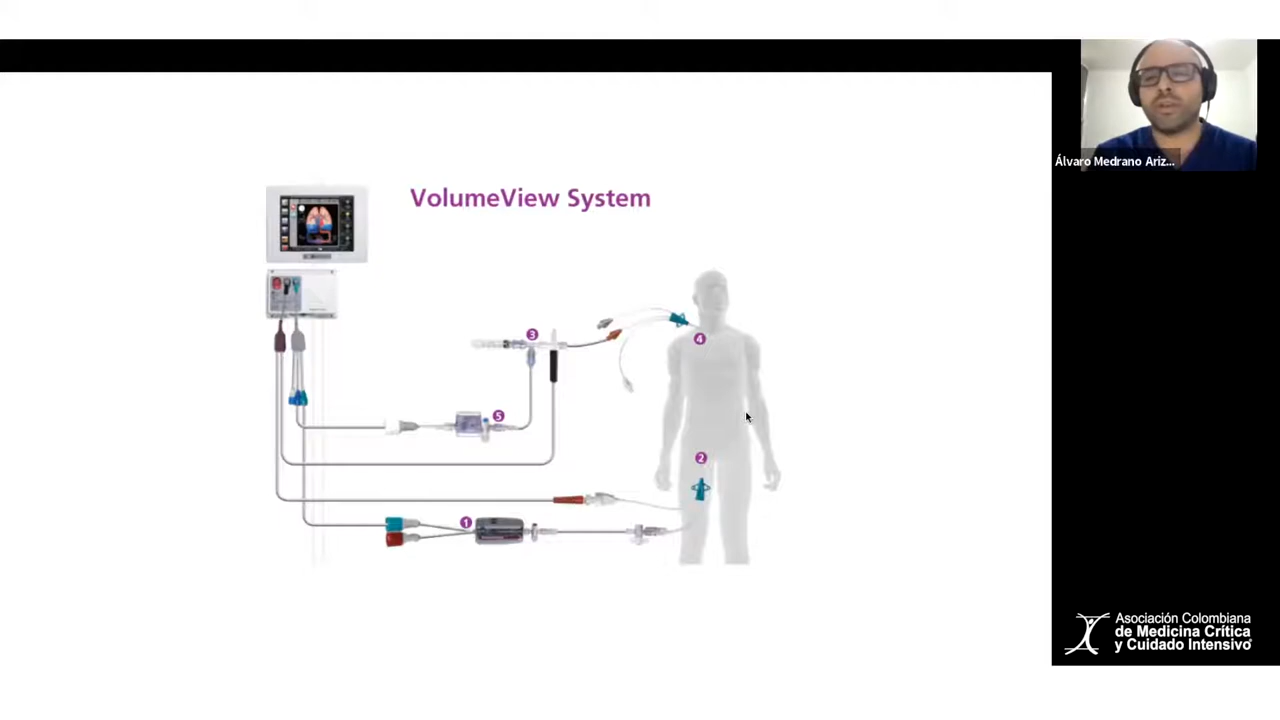 VolumeView System
Álvaro Medrano Ariz...
3
4
5
2
1
Asociación Colombiana
de Medicina Crítica
y Cuidado Intensivo